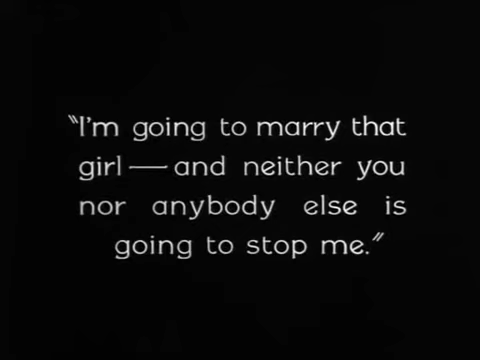 "I'm going to marry that
girl — and neither you
nor anybody else is
going to stop me."